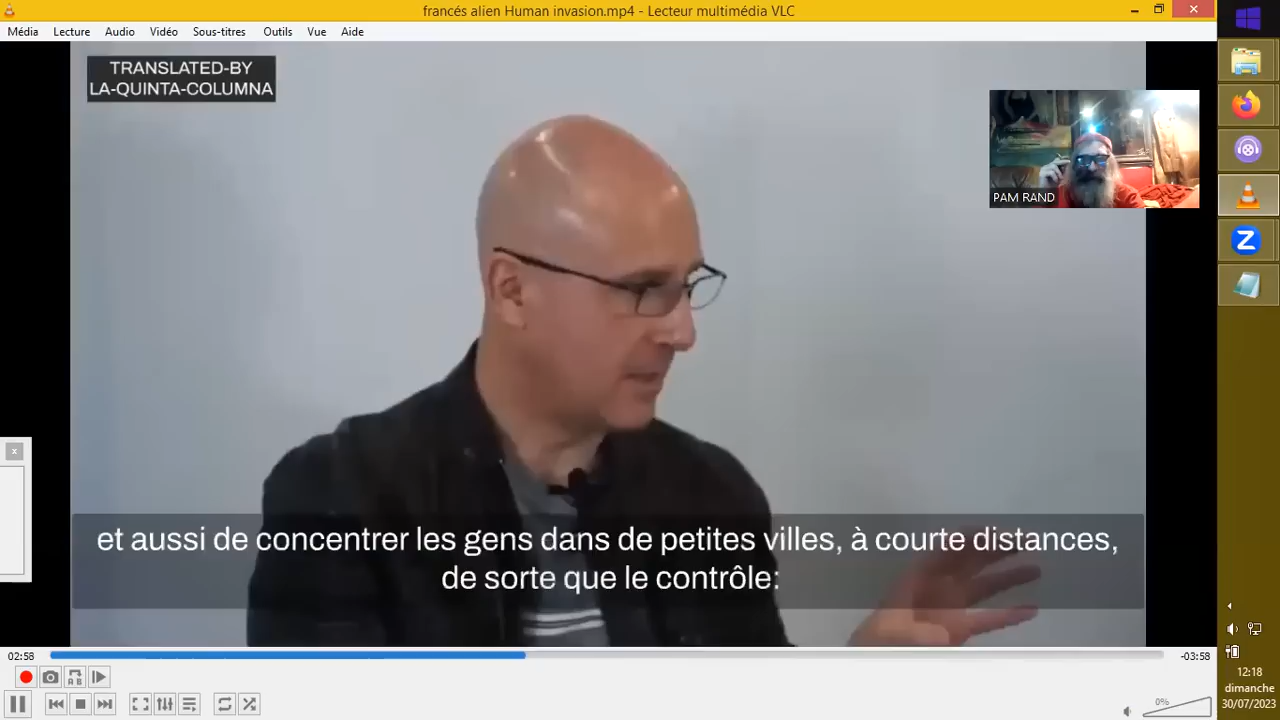 francés alien Human invasion.mp4 - Lecteur multimédia VLC
Média Lecture Audio Vidéo Sous-titres Outils Vue Aide
TRANSLATED-BY
LA-QUINTA-COLUMNA
PAM RAND
et aussi de concentrer les gens dans de petites villes, à courte distances,
de sorte que le contrôle:
02:58
-03:58
0%
12:18
dimanche
30/07/2023